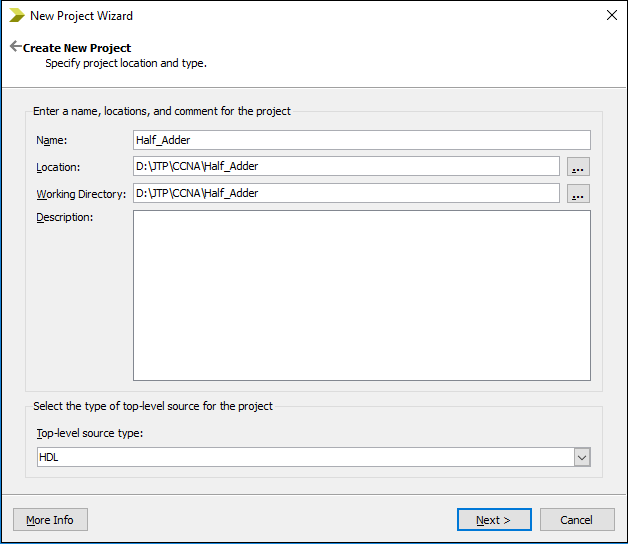 New Project Wizard
Create New Project
Specify project location and type.
Enter a name, locations, and comment for the project
Name: Half_Adder
Location: D:\JTP\CCNA\Half_Adder ...
Working Directory: D:\JTP\CCNA\Half_Adder ...
Description:
Select the type of top-level source for the project
Top-level source type:
HDL
More Info Next > Cancel